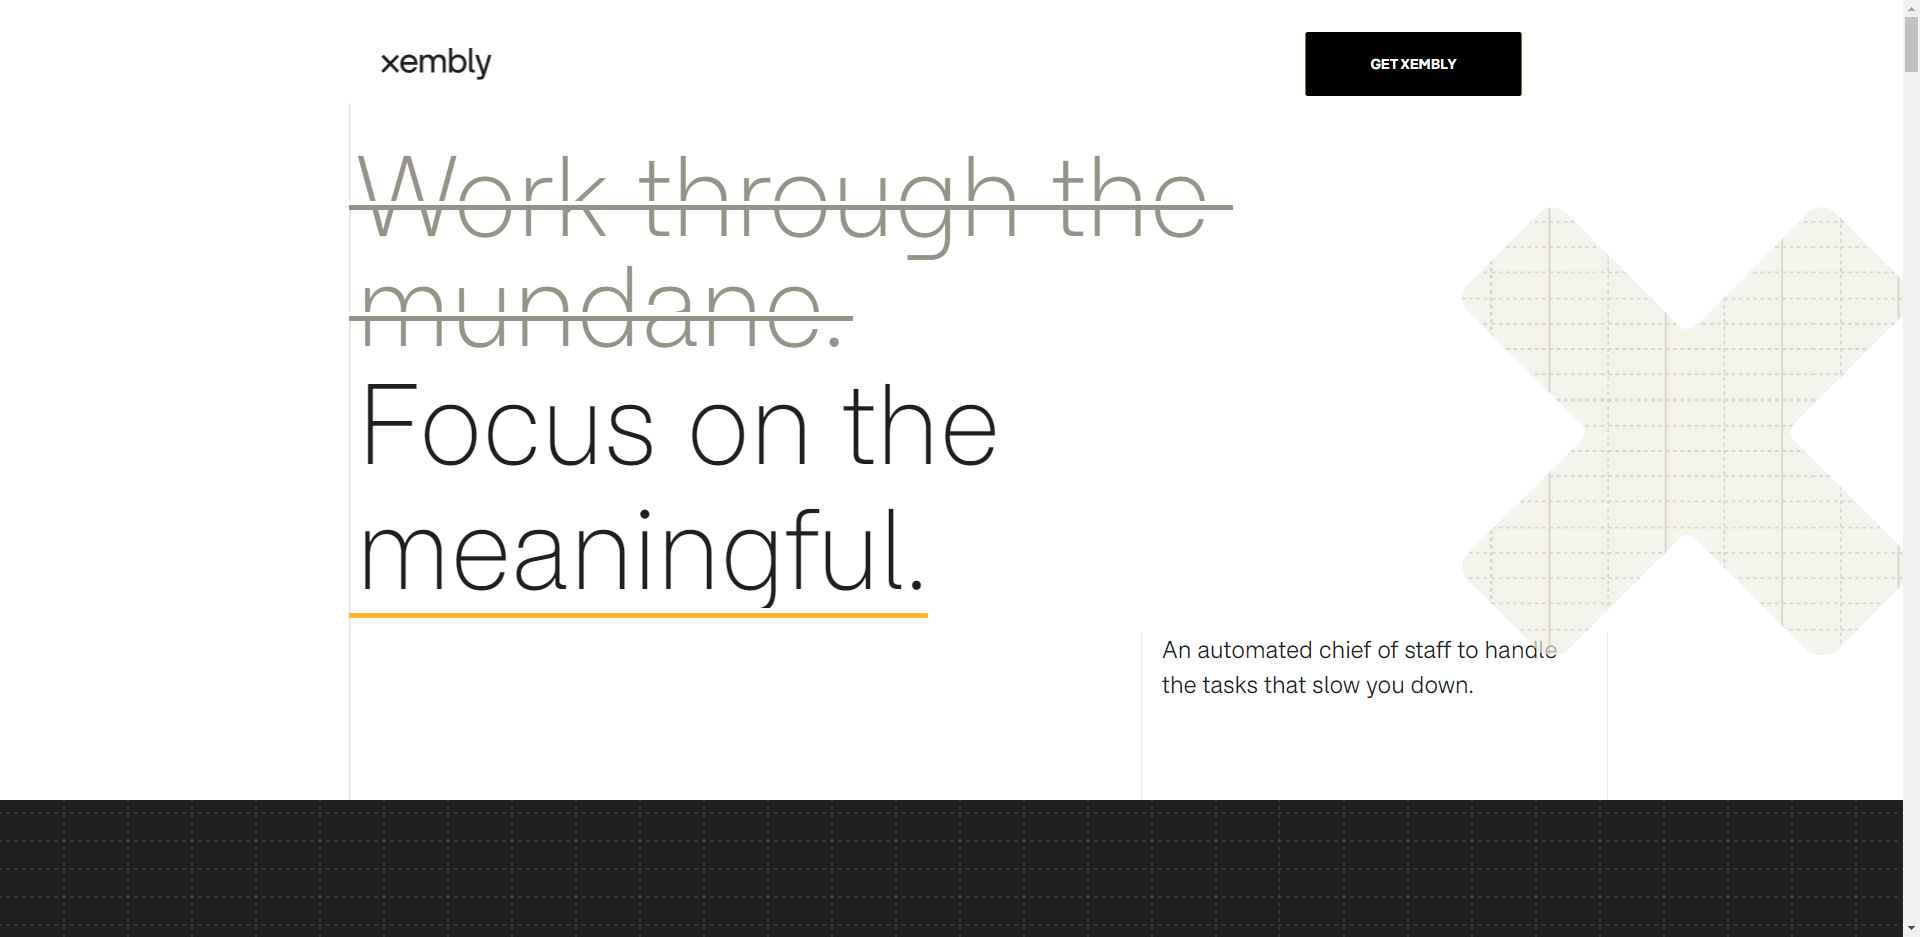 xembly
GET XEMBLY
Work through the
mundane.
Focus on the
meaningful.
An automated chief of staff to handle
the tasks that slow you down.